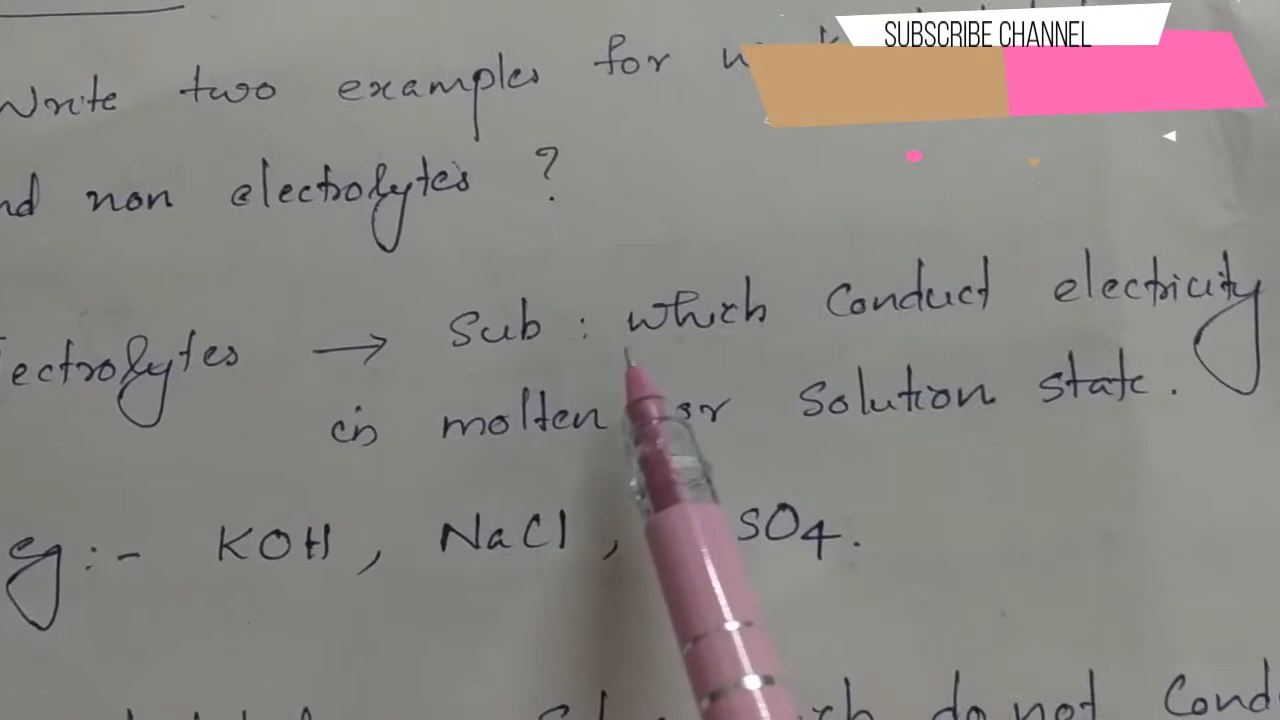 SUBSCRIBE CHANNEL
Write two examples for
nd non electrolytes ?
ectrolytes → Sub : which conduct electricity
in molten or solution state .
eg :- KOH , NaCl , SO4 .
do not Cond